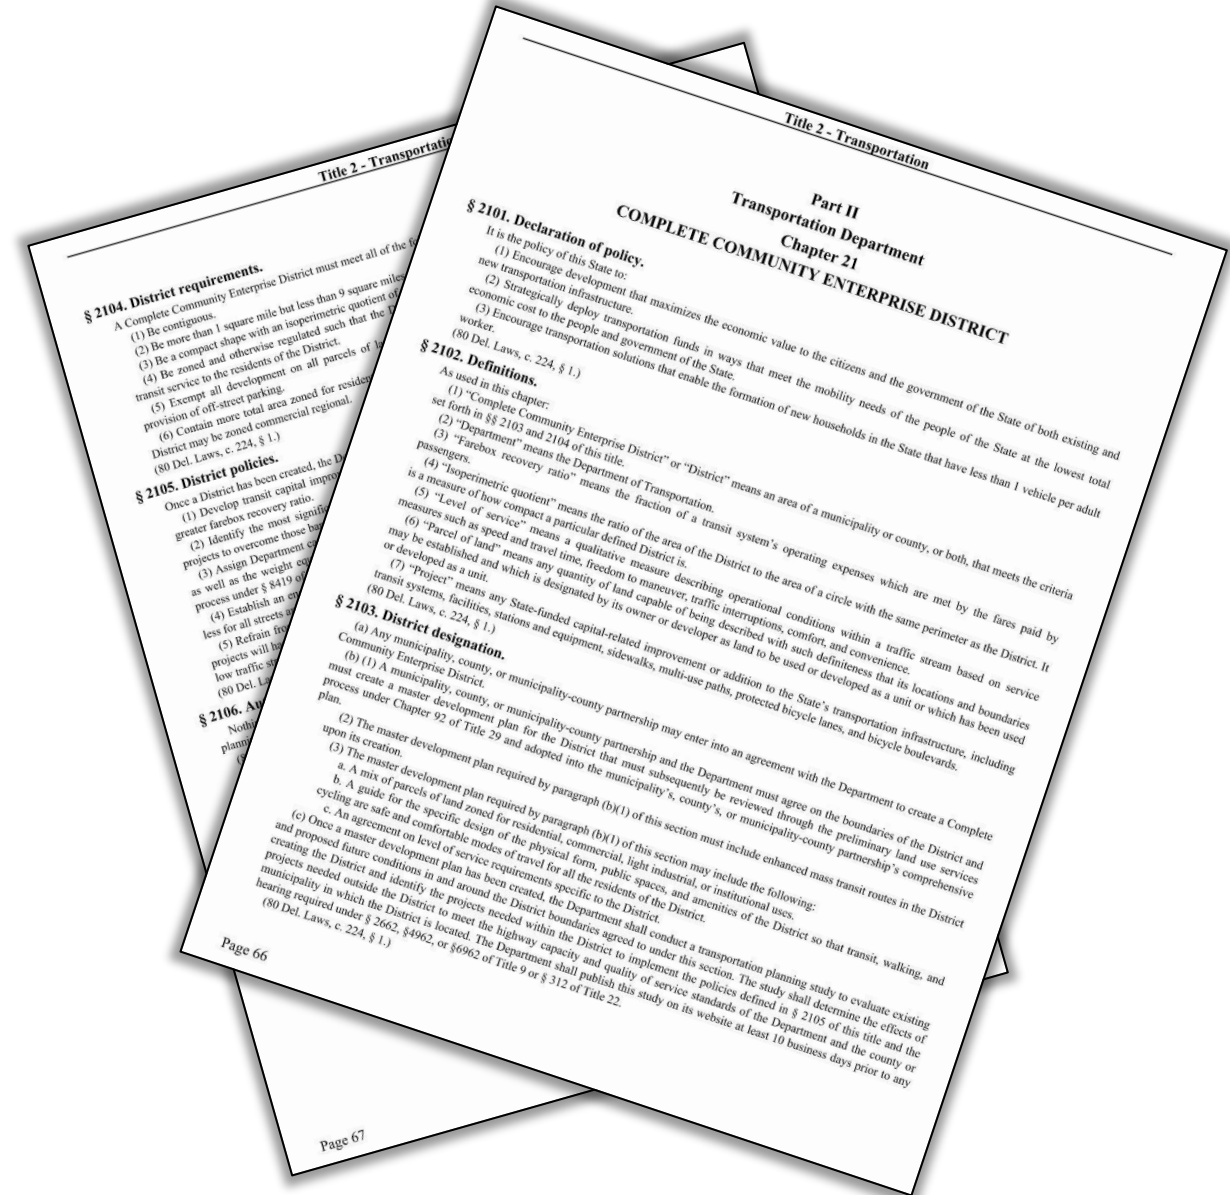 Title 2 - Transportation
Part II
Transportation Department
Chapter 21
COMPLETE COMMUNITY ENTERPRISE DISTRICT
§ 2101. Declaration of policy.
It is the policy of this State to:
(1) Encourage development that maximizes the economic value to the citizens and the government of the State of both existing and
new transportation infrastructure.
(2) Strategically deploy transportation funds in ways that meet the mobility needs of the people of the State at the lowest total
economic cost to the people and government of the State.
(3) Encourage transportation solutions that enable the formation of new households in the State that have less than 1 vehicle per adult
worker.
(80 Del. Laws, c. 224, § 1.)
§ 2102. Definitions.
As used in this chapter:
(1) “Complete Community Enterprise District” or “District” means an area of a municipality or county, or both, that meets the criteria
set forth in §§ 2103 and 2104 of this title.
(2) “Department” means the Department of Transportation.
(3) “Farebox recovery ratio” means the fraction of a transit system’s operating expenses which are met by the fares paid by
passengers.
(4) “Isoperimetric quotient” means the ratio of the area of the District to the area of a circle with the same perimeter as the District. It
is a measure of how compact a particular defined District is.
(5) “Level of service” means a qualitative measure describing operational conditions within a traffic stream based on service
measures such as speed and travel time, freedom to maneuver, traffic interruptions, comfort, and convenience.
(6) “Parcel of land” means any quantity of land capable of being described with such definiteness that its locations and boundaries
may be established and which is designated by its owner or developer as land to be used or developed as a unit or which has been used
or developed as a unit.
(7) “Project” means any State-funded capital-related improvement or addition to the State’s transportation infrastructure, including
transit systems, facilities, stations and equipment, sidewalks, multi-use paths, protected bicycle lanes, and bicycle boulevards.
(80 Del. Laws, c. 224, § 1.)
§ 2103. District designation.
(a) Any municipality, county, or municipality-county partnership may enter into an agreement with the Department to create a Complete
Community Enterprise District.
(b) (1) A municipality, county, or municipality-county partnership and the Department must agree on the boundaries of the District and
must create a master development plan for the District that must subsequently be reviewed through the preliminary land use services
process under Chapter 92 of Title 29 and adopted into the municipality’s, county’s, or municipality-county partnership’s comprehensive
plan.
(2) The master development plan required by paragraph (b)(1) of this section must include enhanced mass transit routes in the District
upon its creation.
(3) The master development plan required by paragraph (b)(1) of this section may include the following:
a. A mix of parcels of land zoned for residential, commercial, light industrial, or institutional uses.
b. A guide for the specific design of the physical form, public spaces, and amenities of the District so that transit, walking, and
cycling are safe and comfortable modes of travel for all the residents of the District.
c. An agreement on level of service requirements specific to the District.
(c) Once a master development plan has been created, the Department shall conduct a transportation planning study to evaluate existing
and proposed future conditions in and around the District boundaries agreed to under this section. The study shall determine the effects of
creating the District and identify the projects needed within the District to implement the policies defined in § 2105 of this title and the
projects needed outside the District to meet the highway capacity and quality of service standards of the Department and the county or
municipality in which the District is located. The Department shall publish this study on its website at least 10 business days prior to any
hearing required under § 2662, §4962, or §6962 of Title 9 or § 312 of Title 22.
(80 Del. Laws, c. 224, § 1.)
Page 66
Title 2 - Transportatio
§ 2104. District requirements.
A Complete Community Enterprise District must meet all of the fo
(1) Be contiguous.
(2) Be more than 1 square mile but less than 9 square miles
(3) Be a compact shape with an isoperimetric quotient of
(4) Be zoned and otherwise regulated such that the D
transit service to the residents of the District.
(5) Exempt all development on all parcels of la
provision of off-street parking.
(6) Contain more total area zoned for residen
District may be zoned commercial regional.
(80 Del. Laws, c. 224, § 1.)
§ 2105. District policies.
Once a District has been created, the De
(1) Develop transit capital impro
greater farebox recovery ratio.
(2) Identify the most signific
projects to overcome those bar
(3) Assign Department ca
as well as the weight equ
process under § 8419 of
(4) Establish an en
less for all streets a
(5) Refrain fro
projects will ha
low traffic str
(80 Del. La
§ 2106. Au
Nothi
planni
Page 67